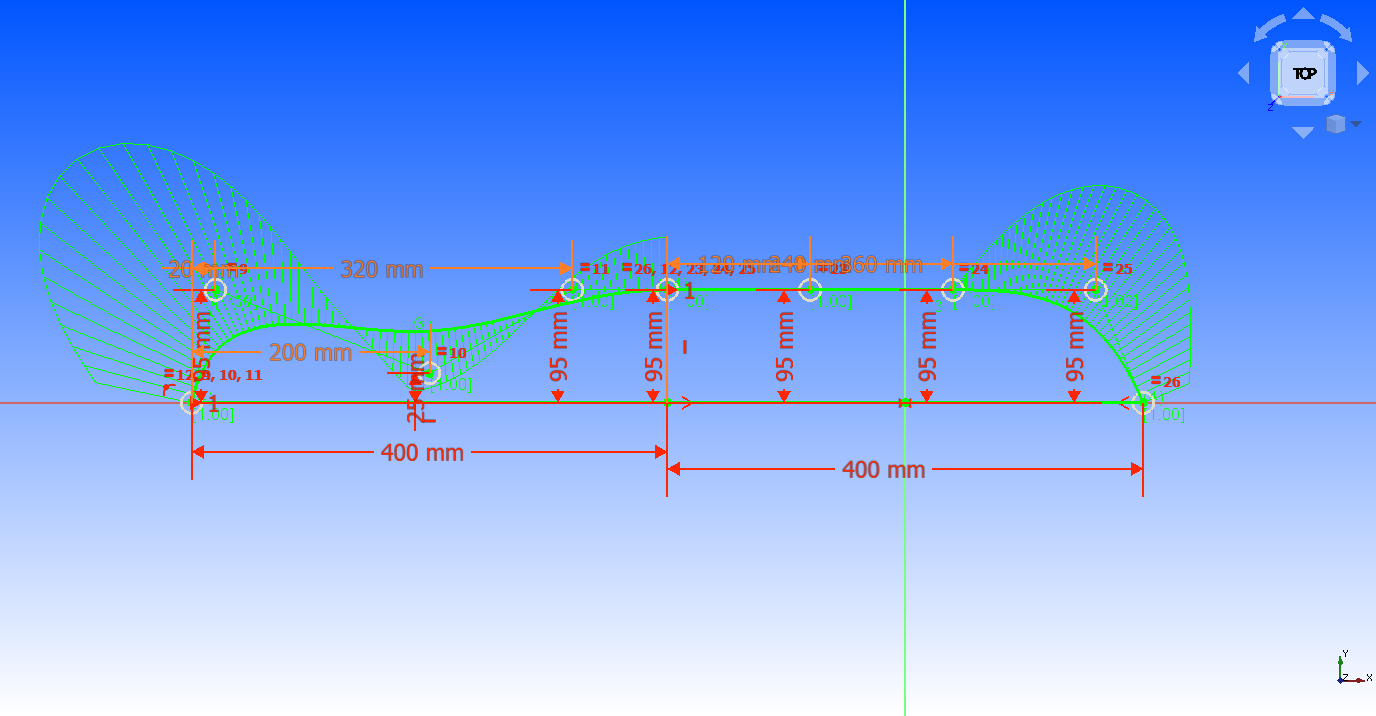 TOP
Z
20 mm
=9
320 mm
=11
=26, 12, 23, 24, 25
120 mm
240 mm
360 mm
=23
=24
=25
1
95 mm
95 mm
95 mm
95 mm
95 mm
95 mm
200 mm
=10
[1.00]
=12, 9, 10, 11
1
[1.00]
25 mm
=26
[1.00]
400 mm
400 mm
Y
Z
X